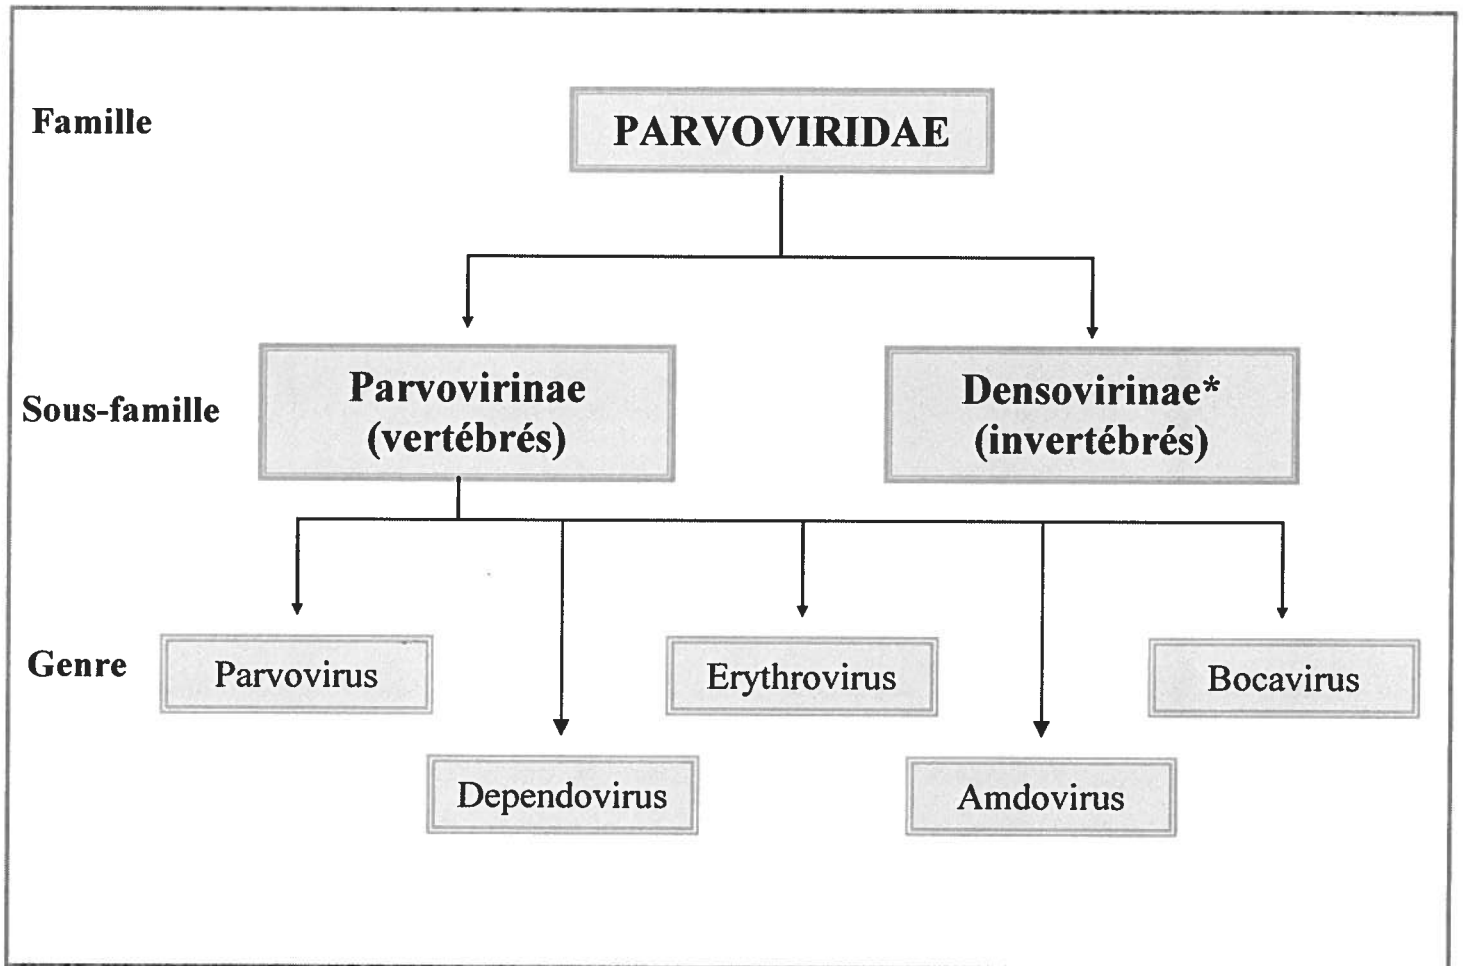 Famille
PARVOVIRIDAE
Sous-famille
Parvovirinae
(vertébrés)
Densovirinae*
(invertébrés)
Genre
Parvovirus
Erythrovirus
Bocavirus
Dependovirus
Amdovirus